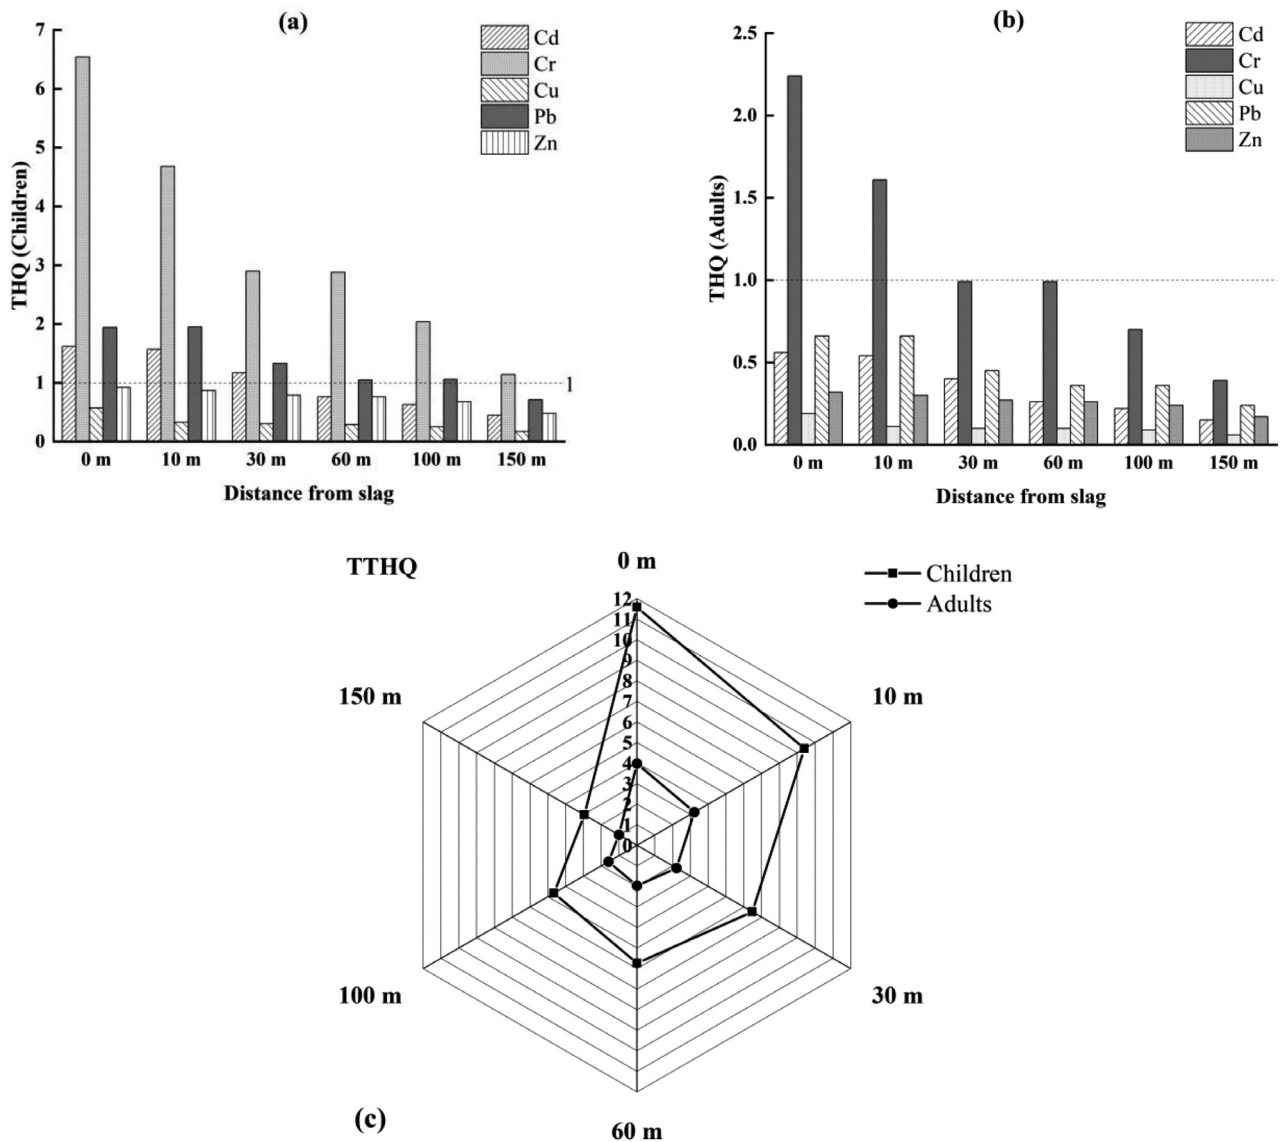 (a)
7
6
5
4
3
2
1
0
THQ (Children)
Cd
Cr
Cu
Pb
Zn
1
0 m 10 m 30 m 60 m 100 m 150 m
Distance from slag
(b)
2.5
2.0
1.5
1.0
0.5
0.0
THQ (Adults)
Cd
Cr
Cu
Pb
Zn
0 m 10 m 30 m 60 m 100 m 150 m
Distance from slag
TTHQ
0 m
Children
Adults
12
11
10
9
8
7
6
5
4
3
2
1
0
150 m
10 m
100 m
30 m
60 m
(c)